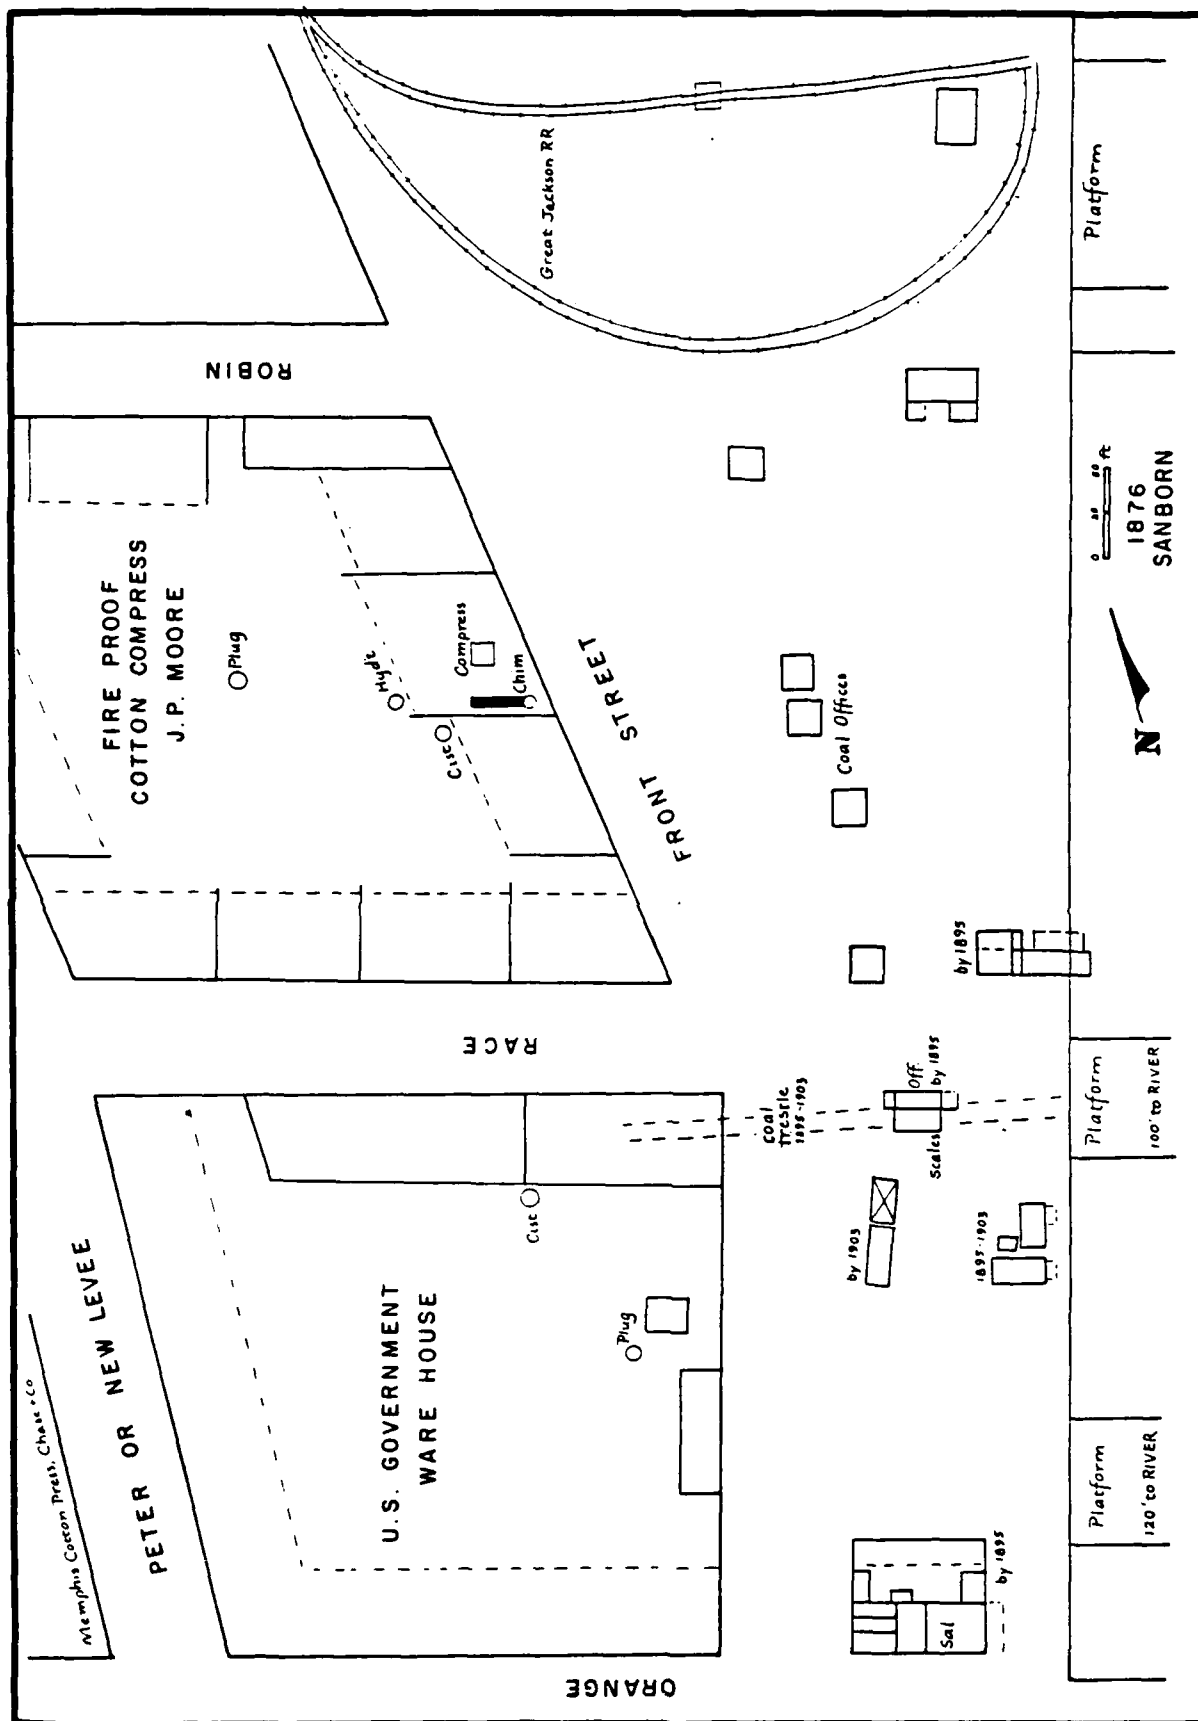 Memphis Cotton Press, Chase + Co
PETER OR NEW LEVEE
ORANGE
U.S. GOVERNMENT
WARE HOUSE
Cist
Plug
RACE
FIRE PROOF
COTTON COMPRESS
J.P. MOORE
Plug
Hydt
Cist
Compress
Chim
ROBIN
FRONT STREET
Great Jackson RR
Coal Offices
coal
trestle
1895-1903
Off.
by 1895
Scales
by 1895
by 1903
1895-1903
Sal
by 1895
Platform
120' to RIVER
Platform
100' to RIVER
Platform
N
0
ft
1876
SANBORN